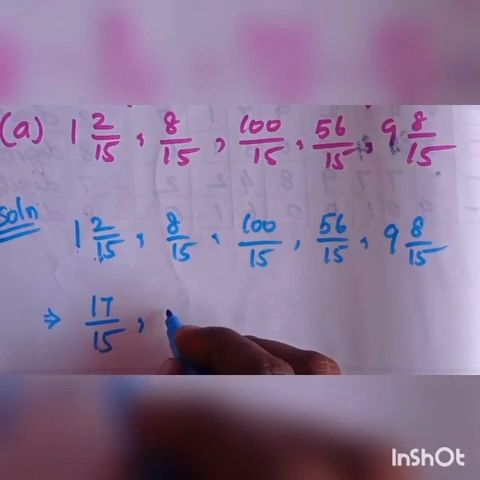 (a) 1 2/15, 8/15, 100/15, 56/15, 9 8/15
Soln 1 2/15, 8/15, 100/15, 56/15, 9 8/15
⇒ 17/15,
InShOt